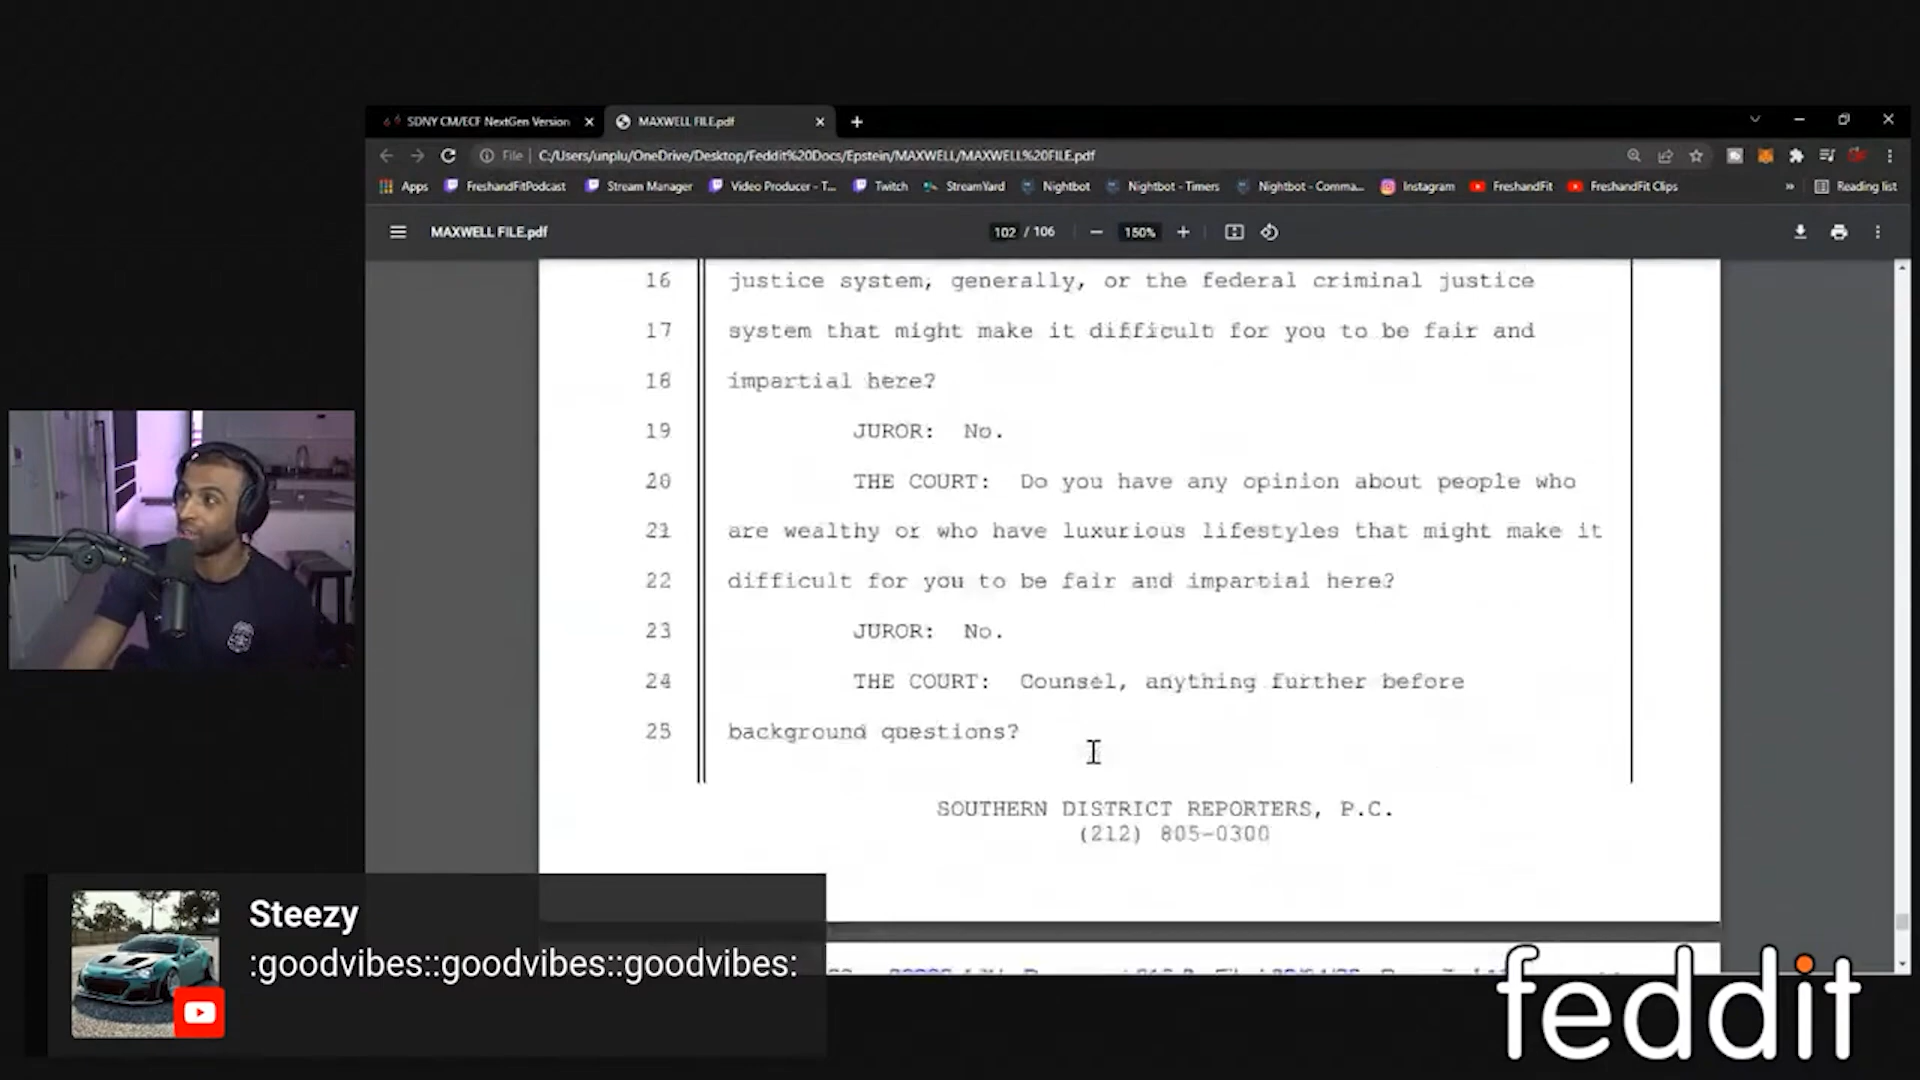 SDNY CM/ECF NextGen Version
MAXWELL FILE.pdf
File
C:/Users/unplu/OneDrive/Desktop/Feddit%20Docs/Epstein/MAXWELL/MAXWELL%20FILE.pdf
Apps FreshandFitPodcast Stream Manager Video Producer - T... Twitch StreamYard Nightbot Nightbot - Timers Nightbot - Comma... Instagram FreshandFit FreshandFit Clips » Reading list
MAXWELL FILE.pdf 102 / 106 150%
16 justice system, generally, or the federal criminal justice
17 system that might make it difficult for you to be fair and
18 impartial here?
19 JUROR: No.
20 THE COURT: Do you have any opinion about people who
21 are wealthy or who have luxurious lifestyles that might make it
22 difficult for you to be fair and impartial here?
23 JUROR: No.
24 THE COURT: Counsel, anything further before
25 background questions?
SOUTHERN DISTRICT REPORTERS, P.C.
(212) 805-0300
Steezy
:goodvibes::goodvibes::goodvibes:
feddit